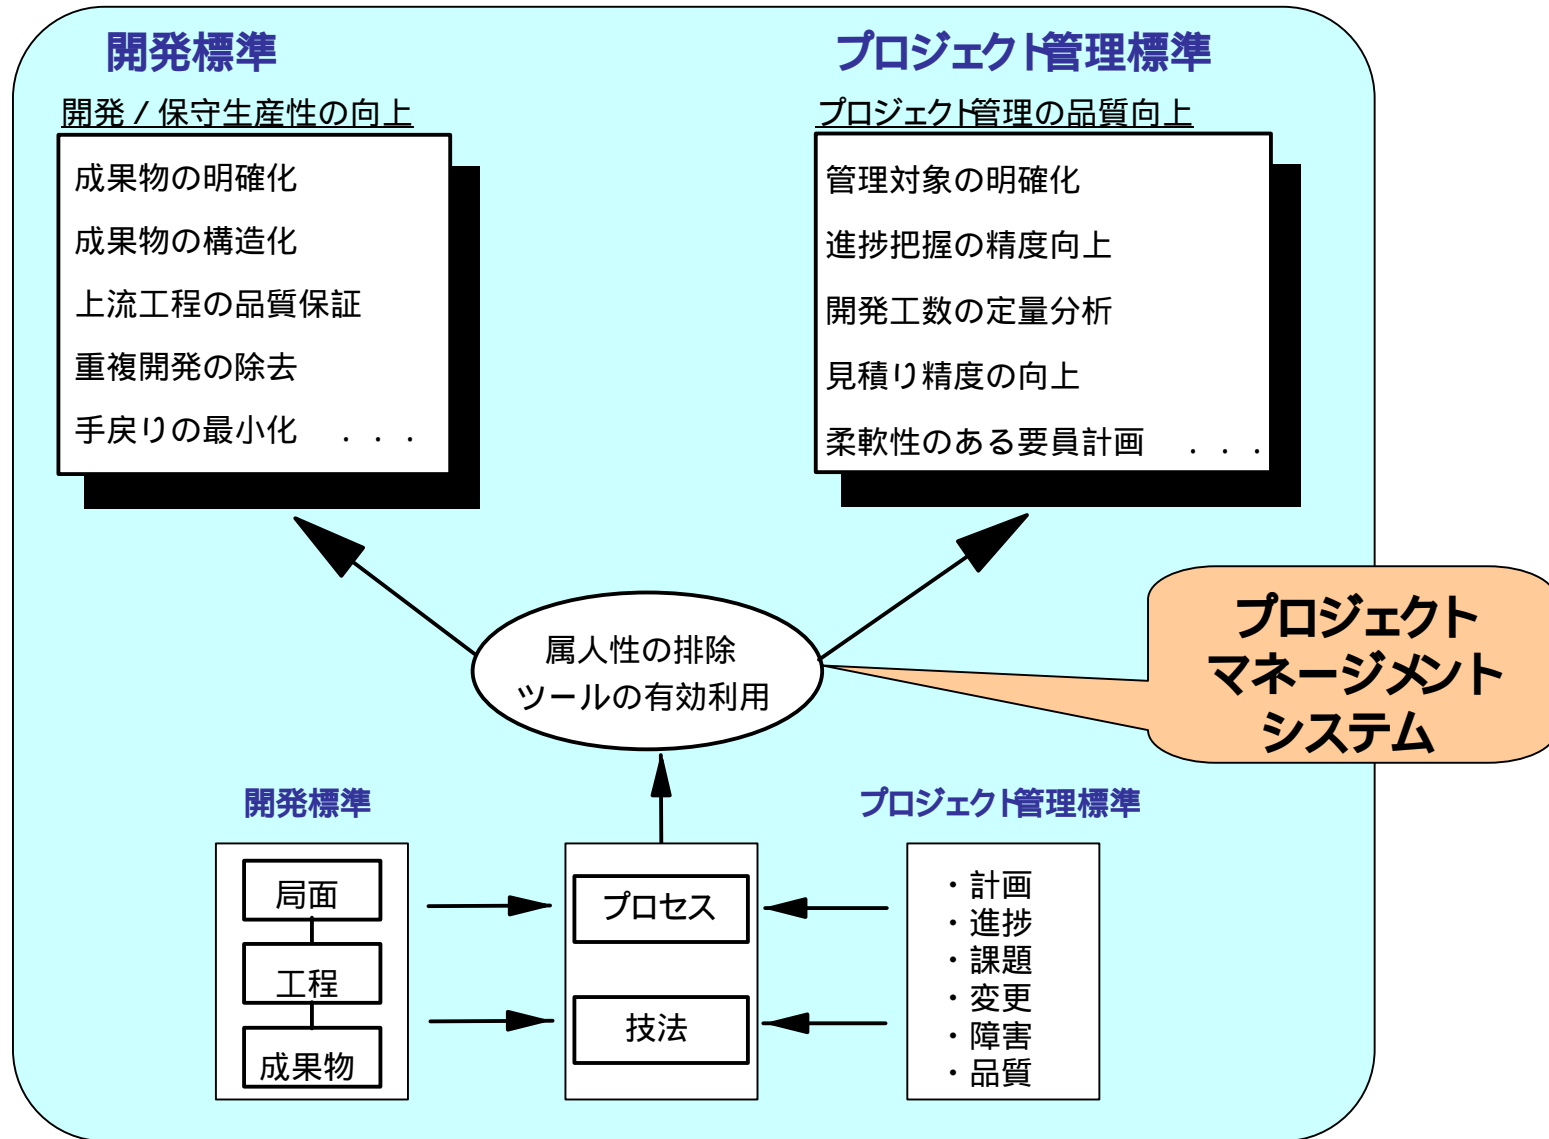 開発標準
開発 / 保守生産性の向上
成果物の明確化
成果物の構造化
上流工程の品質保証
重複開発の除去
手戻りの最小化　．．．
プロジェクト管理標準
プロジェクト管理の品質向上
管理対象の明確化
進捗把握の精度向上
開発工数の定量分析
見積り精度の向上
柔軟性のある要員計画　．．．
属人性の排除
ツールの有効利用
プロジェクト
マネージメント
システム
開発標準
局面
工程
成果物
プロセス
技法
プロジェクト管理標準
・計画
・進捗
・課題
・変更
・障害
・品質